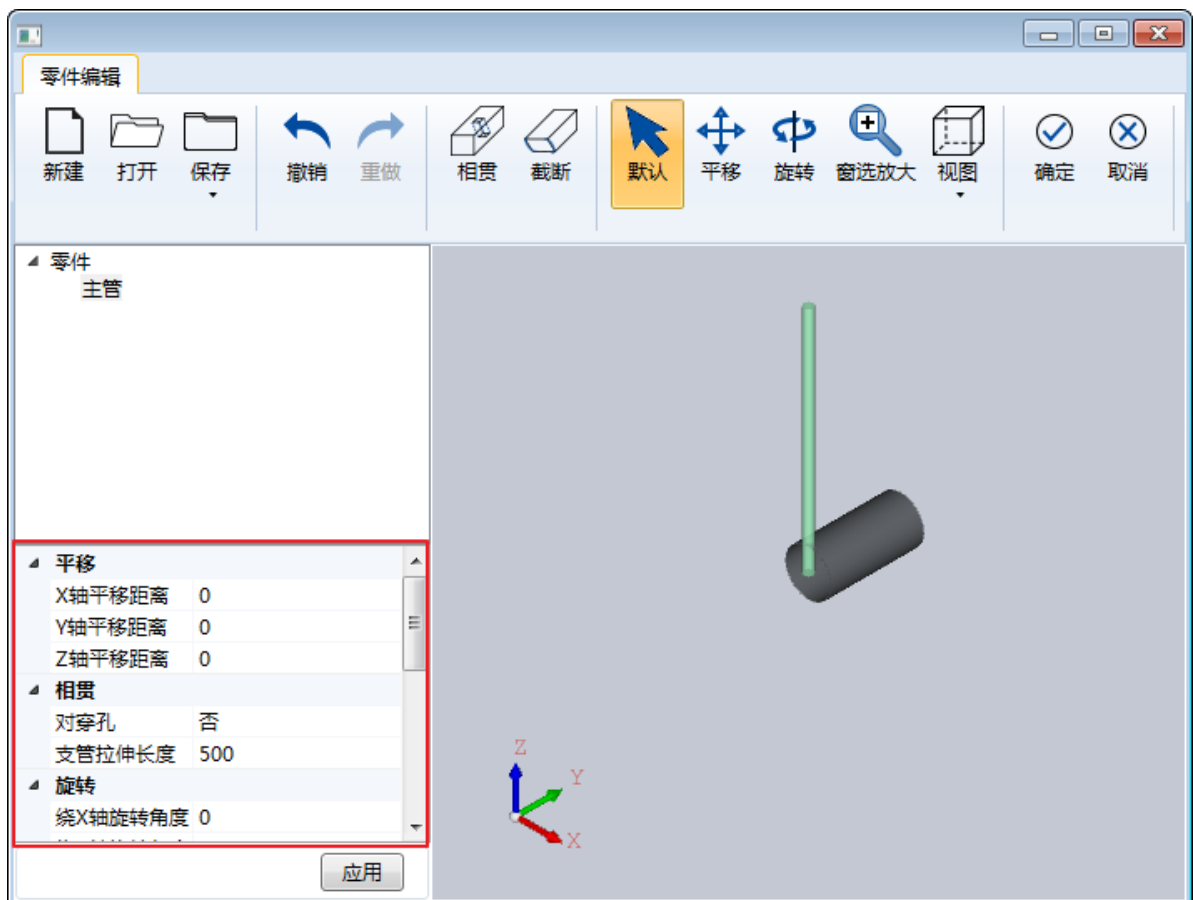 零件编辑
新建 打开 保存 撤销 重做 相贯 截断 默认 平移 旋转 窗选放大 视图 确定 取消
零件
主管
平移
X轴平移距离 0
Y轴平移距离 0
Z轴平移距离 0
相贯
对穿孔 否
支管拉伸长度 500
旋转
绕X轴旋转角度 0
应用
Z
Y
X